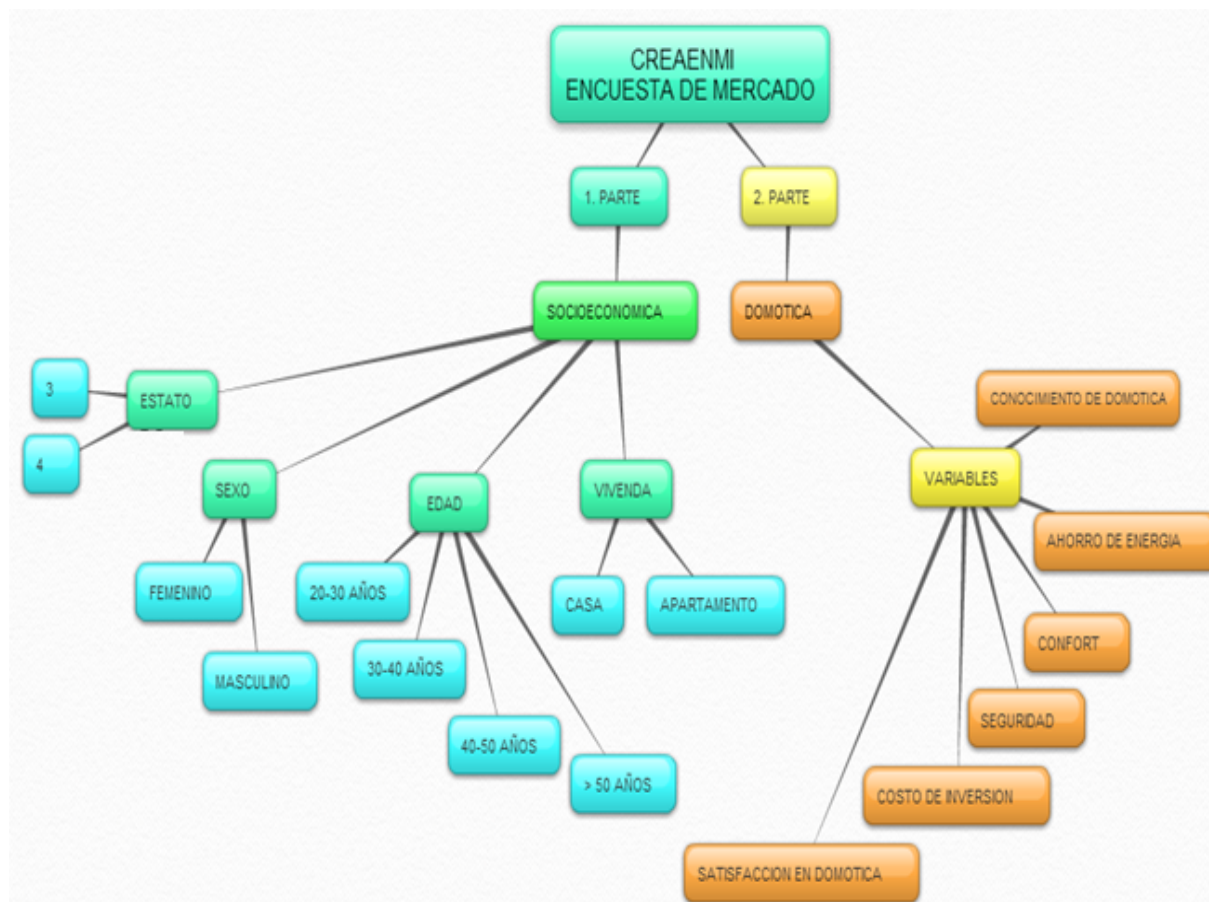 CREAENMI
ENCUESTA DE MERCADO
1. PARTE
2. PARTE
SOCIOECONOMICA
DOMOTICA
3
ESTATO
4
CONOCIMIENTO DE DOMOTICA
SEXO
EDAD
VIVENDA
VARIABLES
AHORRO DE ENERGIA
FEMENINO
20-30 AÑOS
CASA
APARTAMENTO
CONFORT
MASCULINO
30-40 AÑOS
SEGURIDAD
40-50 AÑOS
> 50 AÑOS
COSTO DE INVERSION
SATISFACCION EN DOMOTICA